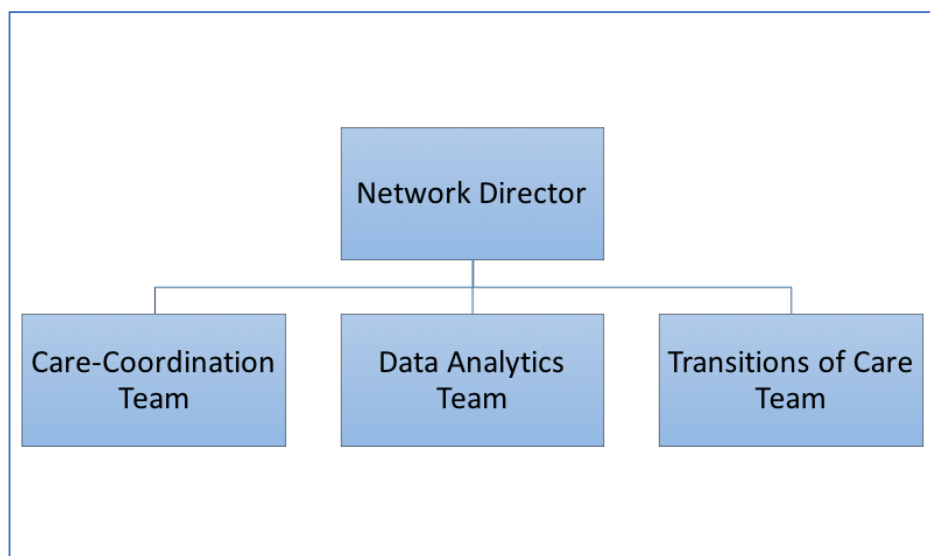 Network Director
Care-Coordination
Team
Data Analytics
Team
Transitions of Care
Team